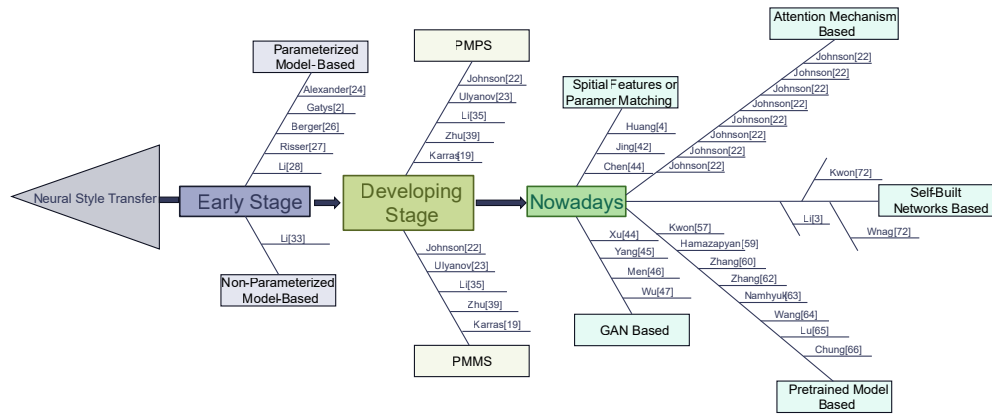 Neural Style Transfer
Early Stage
Parameterized
Model-Based
Alexander[24]
Gatys[2]
Berger[26]
Risser[27]
Li[28]
Li[33]
Non-Parameterized
Model-Based
Developing
Stage
PMPS
Johnson[22]
Ulyanov[23]
Li[35]
Zhu[39]
Karras[19]
Johnson[22]
Ulyanov[23]
Li[35]
Zhu[39]
Karras[19]
PMMS
Nowadays
Spitial Features or
Paramer Matching
Huang[4]
Jing[42]
Chen[44]
Attention Mechanism
Based
Johnson[22]
Johnson[22]
Johnson[22]
Johnson[22]
Johnson[22]
Johnson[22]
Johnson[22]
Johnson[22]
Kwon[72]
Self-Built
Networks Based
Li[3]
Wnag[72]
Xu[44]
Yang[45]
Men[46]
Wu[47]
GAN Based
Kwon[57]
Hamazapyan[59]
Zhang[60]
Zhang[62]
Namhyuk[63]
Wang[64]
Lu[65]
Chung[66]
Pretrained Model
Based